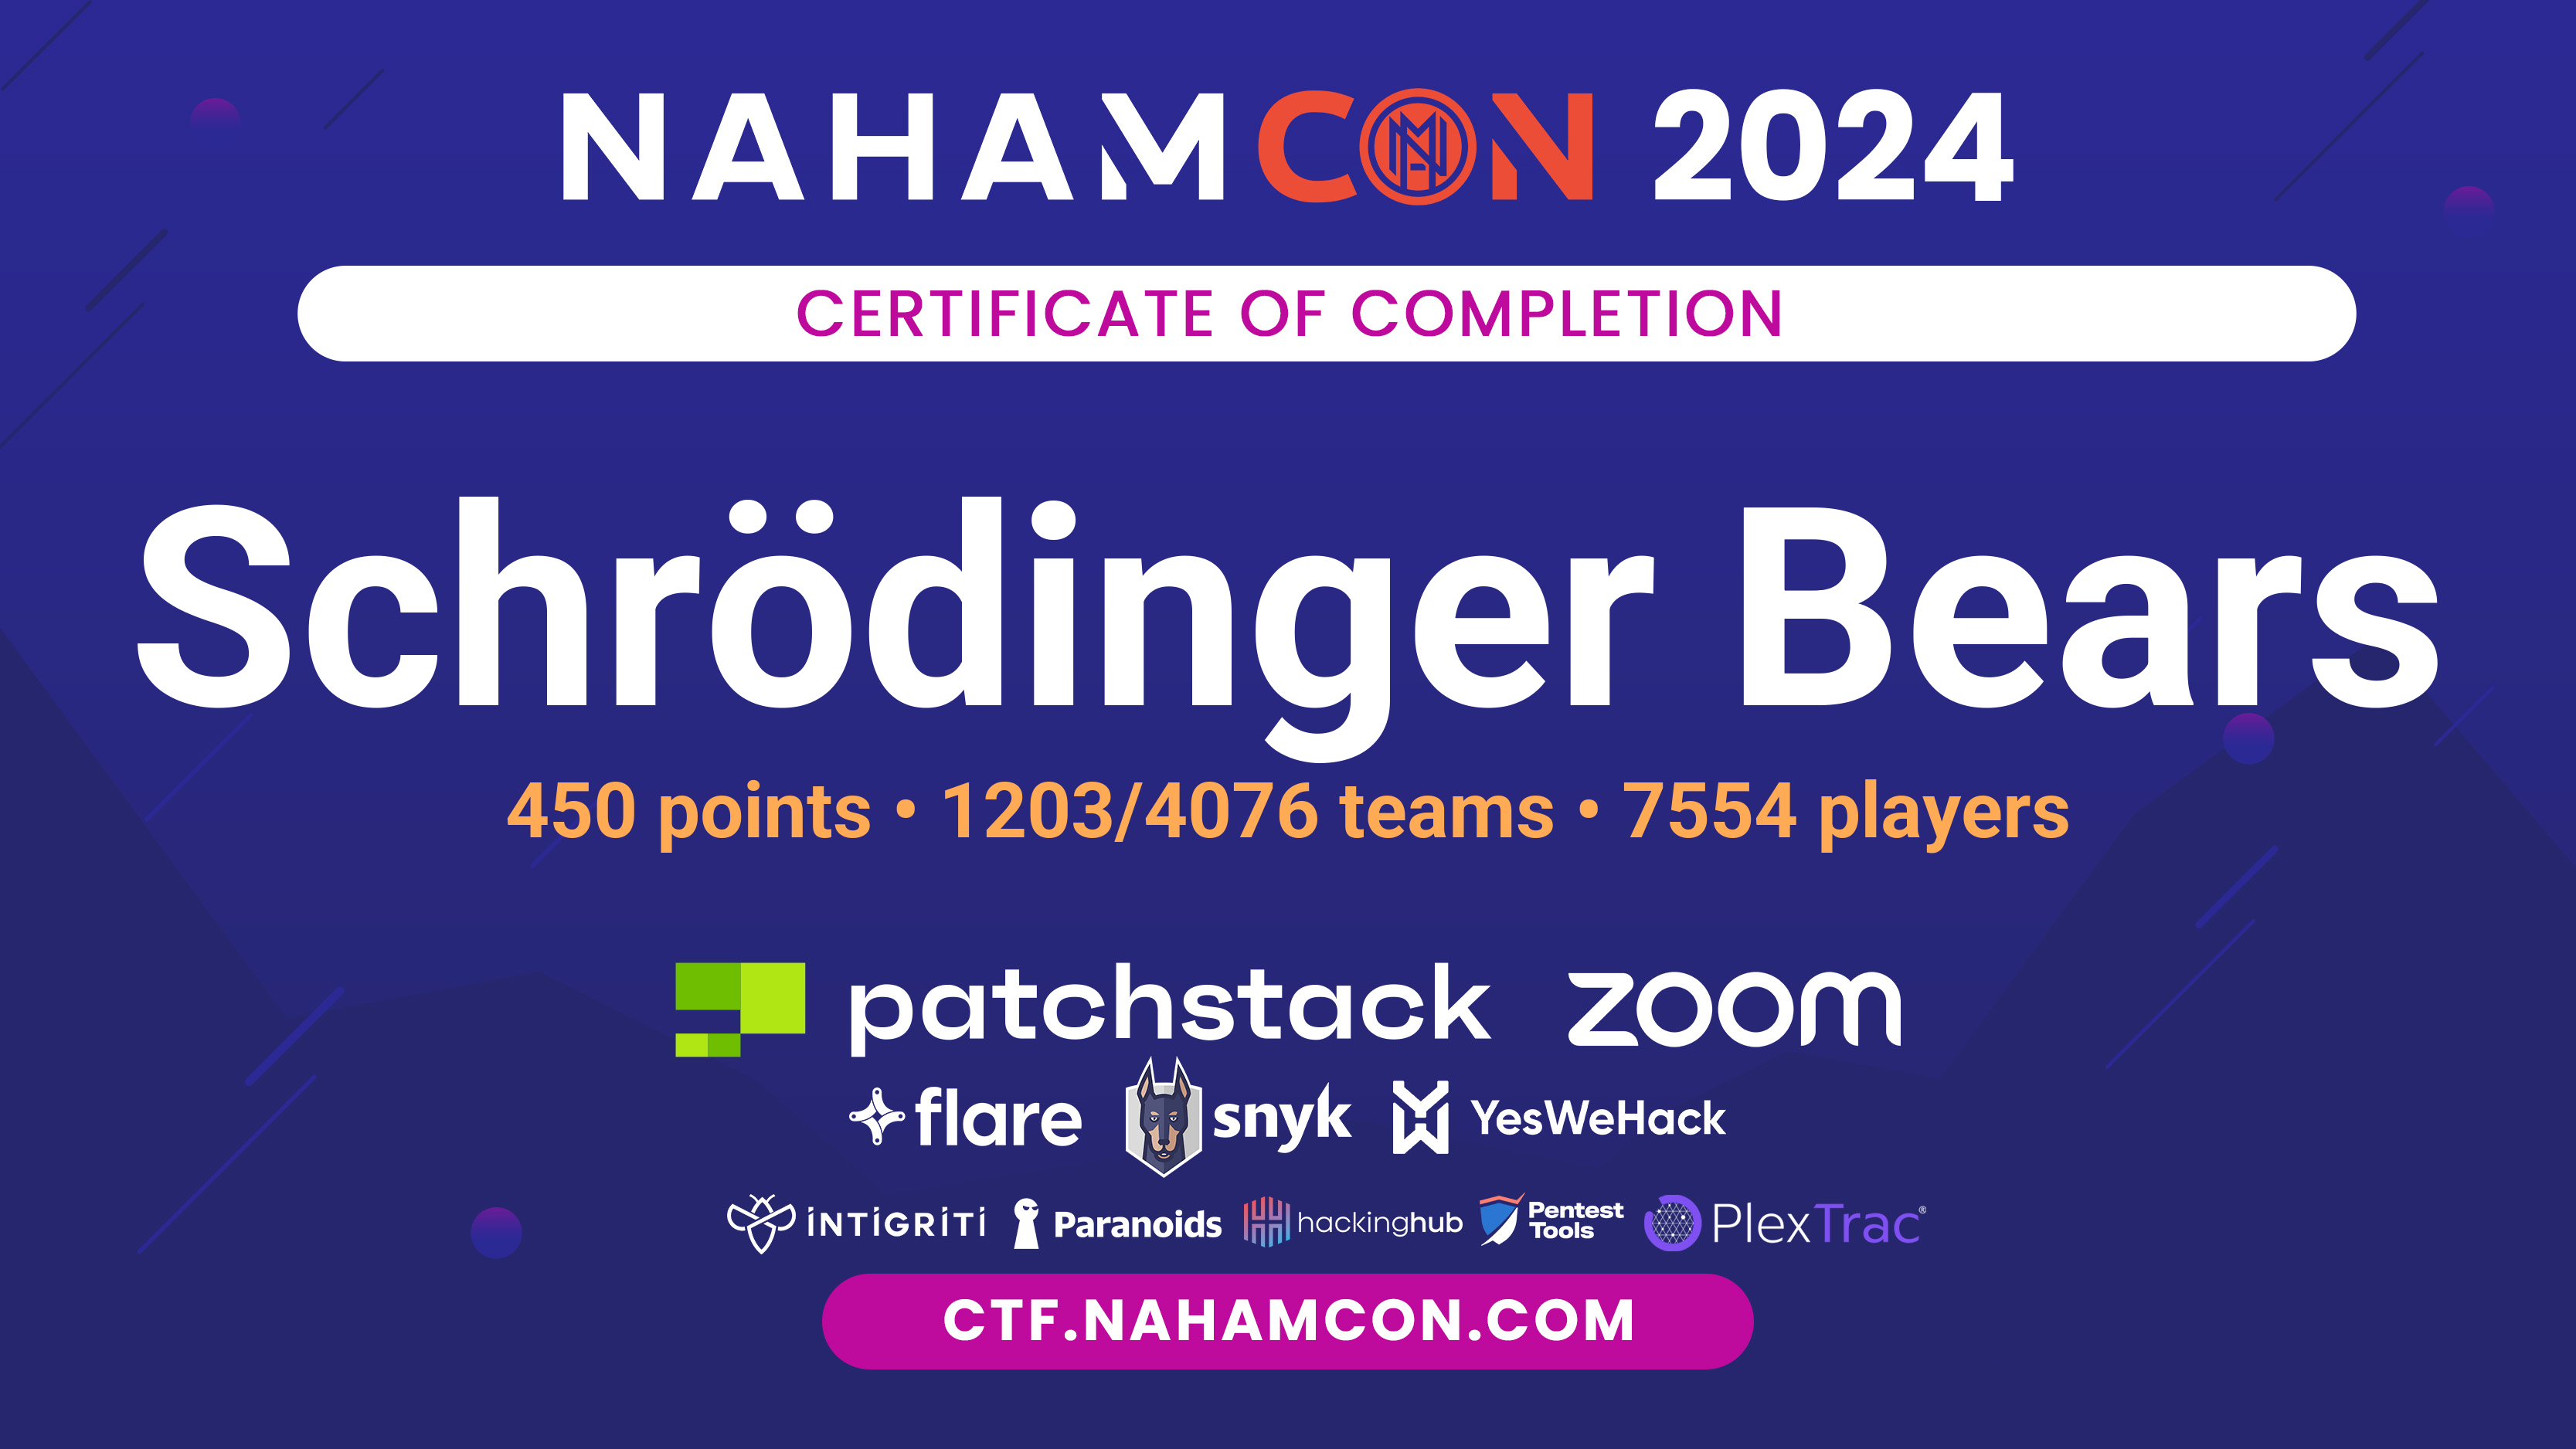 NAHAMCON 2024
CERTIFICATE OF COMPLETION
Schrödinger Bears
450 points • 1203/4076 teams • 7554 players
patchstack zoom
flare snyk YesWeHack
INTIGRITI Paranoids hackinghub Pentest Tools PlexTrac®
CTF.NAHAMCON.COM